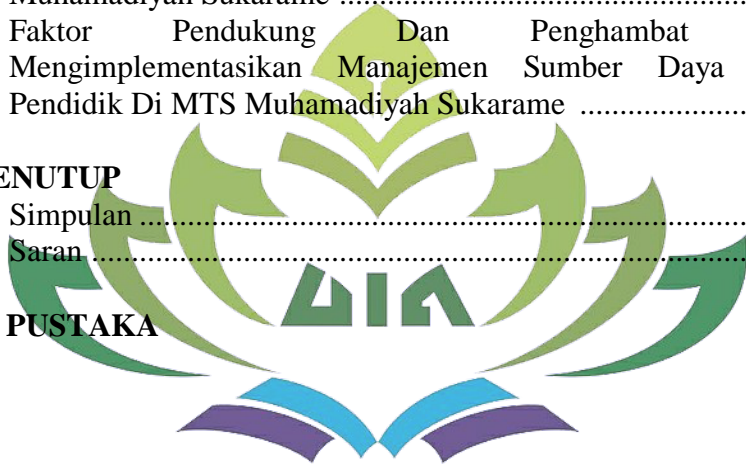 Muhamadiyah Sukarame ........................................................
Faktor Pendukung Dan Penghambat
Mengimplementasikan Manajemen Sumber Daya
Pendidik Di MTS Muhamadiyah Sukarame .......................
ENUTUP
Simpulan ..............................................................................
Saran .....................................................................................
UIN
PUSTAKA